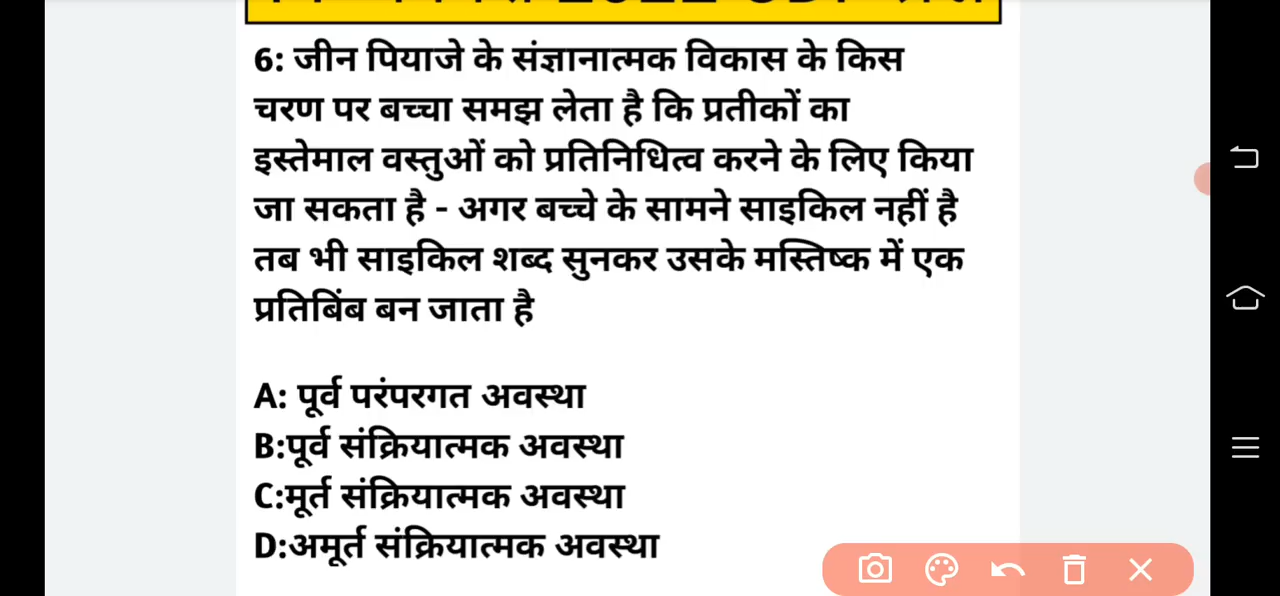 6: जीन पियाजे के संज्ञानात्मक विकास के किस
चरण पर बच्चा समझ लेता है कि प्रतीकों का
इस्तेमाल वस्तुओं को प्रतिनिधित्व करने के लिए किया
जा सकता है - अगर बच्चे के सामने साइकिल नहीं है
तब भी साइकिल शब्द सुनकर उसके मस्तिष्क में एक
प्रतिबिंब बन जाता है
A: पूर्व परंपरगत अवस्था
B:पूर्व संक्रियात्मक अवस्था
C:मूर्त संक्रियात्मक अवस्था
D:अमूर्त संक्रियात्मक अवस्था